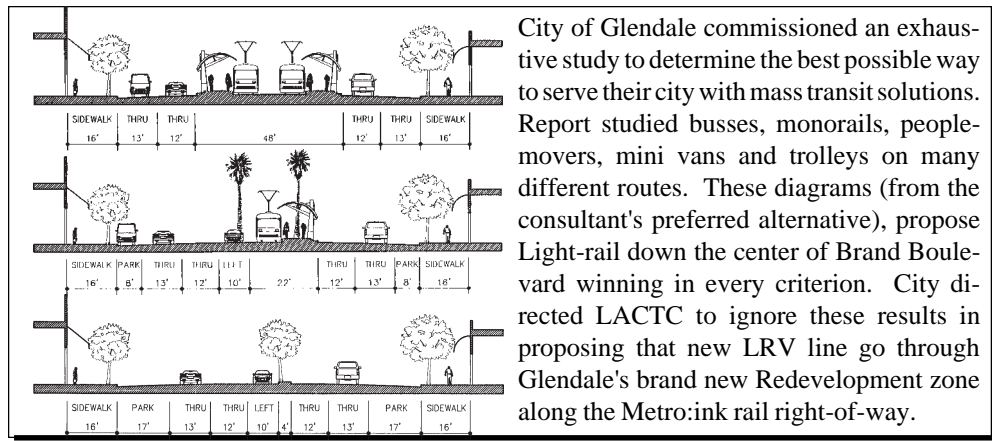 SIDEWALK THRU THRU THRU THRU SIDEWALK
16' 13' 12' 48' 12' 13' 16'
SIDEWALK PARK THRU THRU LEFT THRU THRU PARK SIDEWALK
16' 8' 13' 12' 10' 22' 12' 13' 8' 16'
SIDEWALK PARK THRU THRU LEFT THRU THRU PARK SIDEWALK
16' 17' 13' 12' 10' 4' 12' 13' 17' 16'
City of Glendale commissioned an exhaus-
tive study to determine the best possible way
to serve their city with mass transit solutions.
Report studied busses, monorails, people-
movers, mini vans and trolleys on many
different routes. These diagrams (from the
consultant's preferred alternative), propose
Light-rail down the center of Brand Boule-
vard winning in every criterion. City di-
rected LACTC to ignore these results in
proposing that new LRV line go through
Glendale's brand new Redevelopment zone
along the Metro:ink rail right-of-way.